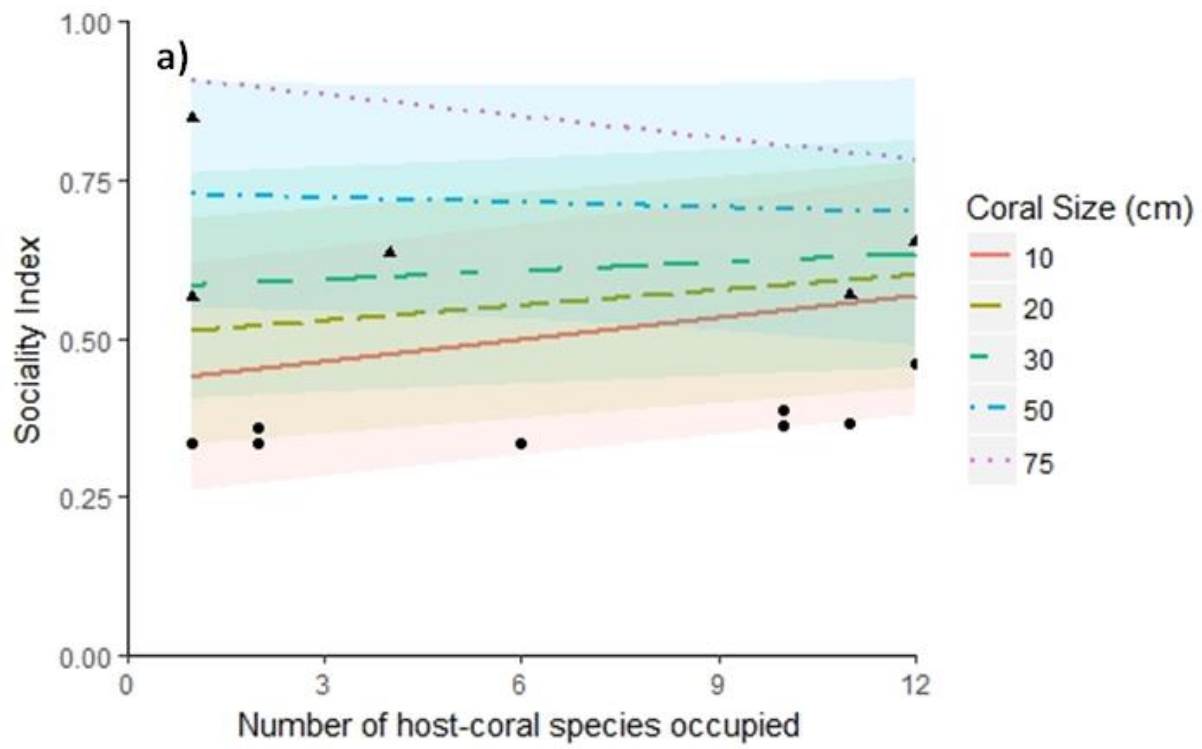 a)
1.00
0.75
0.50
0.25
0.00
Sociality Index
0 3 6 9 12
Number of host-coral species occupied
Coral Size (cm)
10
20
30
50
75